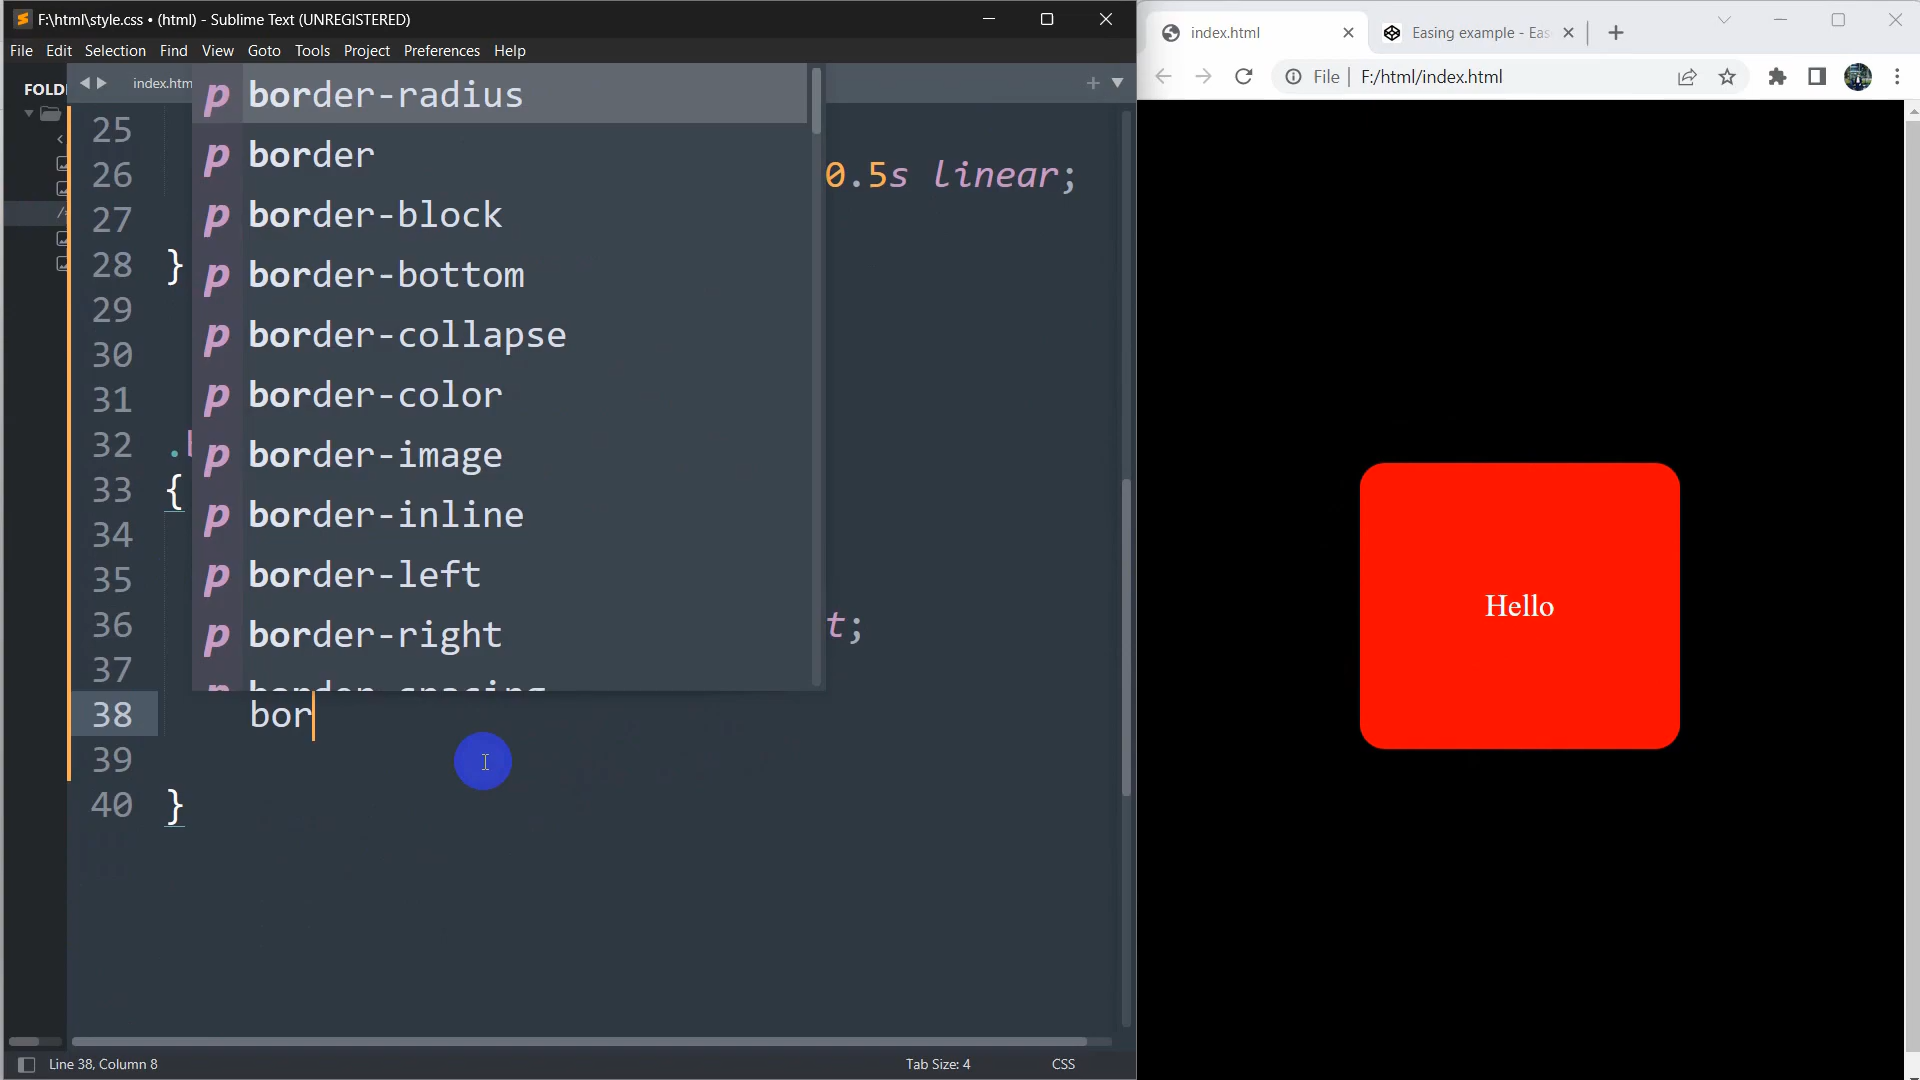 F:\html\style.css • (html) - Sublime Text (UNREGISTERED)
File Edit Selection Find View Goto Tools Project Preferences Help
FOLD
index.htm
25
26 0.5s linear;
27
28 }
29
30
31
32 .b
33 {
34
35
36 t;
37
38 bor
39
40 }
p border-radius
p border
p border-block
p border-bottom
p border-collapse
p border-color
p border-image
p border-inline
p border-left
p border-right
p border-spacing
Line 38, Column 8
Tab Size: 4
CSS
index.html
Easing example - Eas
File F:/html/index.html
Hello